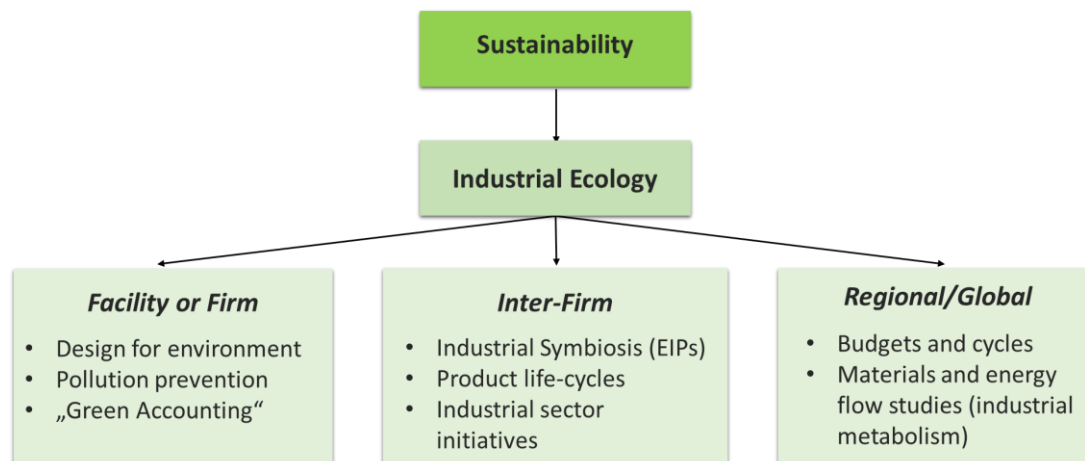 Sustainability
Industrial Ecology
Facility or Firm
• Design for environment
• Pollution prevention
• „Green Accounting“
Inter-Firm
• Industrial Symbiosis (EIPs)
• Product life-cycles
• Industrial sector
initiatives
Regional/Global
• Budgets and cycles
• Materials and energy
flow studies (industrial
metabolism)